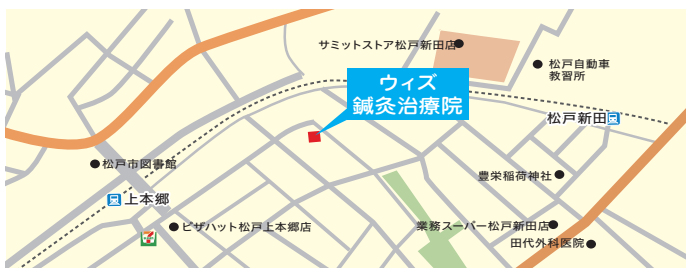 サミットストア松戸新田店
松戸自動車
教習所
ウィズ
鍼灸治療院
松戸新田
松戸市図書館
豊栄稲荷神社
上本郷
ピザハット松戸上本郷店
業務スーパー松戸新田店
田代外科医院